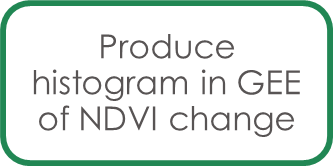 Produce
histogram in GEE
of NDVI change